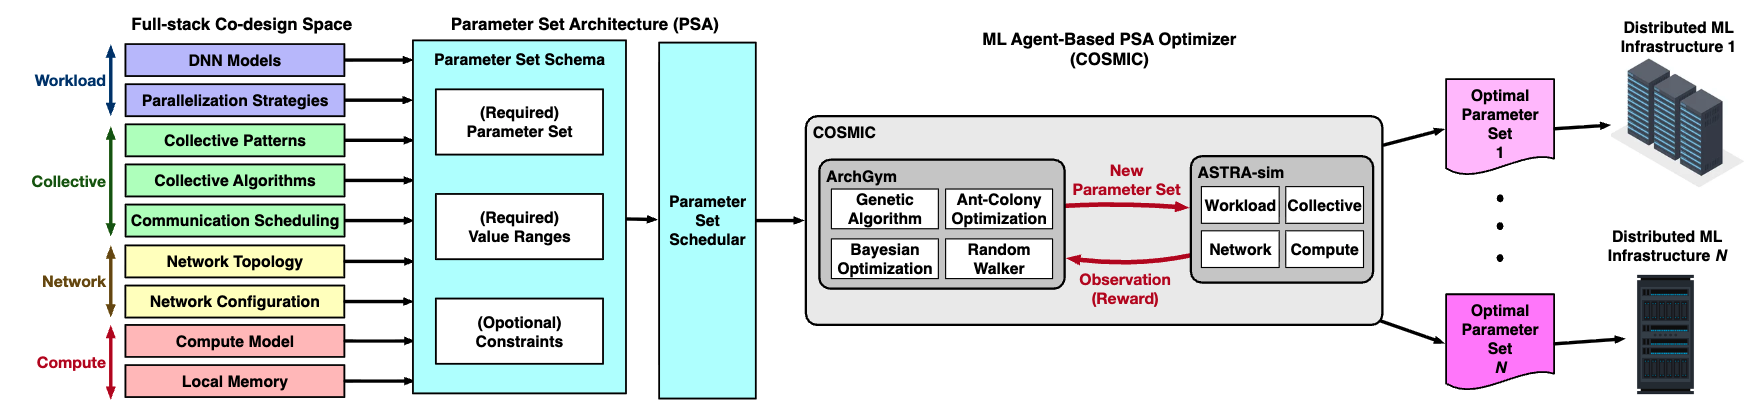 Full-stack Co-design Space
Workload
DNN Models
Parallelization Strategies
Collective
Collective Patterns
Collective Algorithms
Communication Scheduling
Network
Network Topology
Network Configuration
Compute
Compute Model
Local Memory
Parameter Set Architecture (PSA)
Parameter Set Schema
(Required)
Parameter Set
(Required)
Value Ranges
(Opotional)
Constraints
Parameter
Set
Schedular
ML Agent-Based PSA Optimizer
(COSMIC)
COSMIC
ArchGym
Genetic
Algorithm
Ant-Colony
Optimization
Bayesian
Optimization
Random
Walker
New
Parameter Set
Observation
(Reward)
ASTRA-sim
Workload
Collective
Network
Compute
Optimal
Parameter
Set
1
Distributed ML
Infrastructure 1
Optimal
Parameter
Set
N
Distributed ML
Infrastructure N